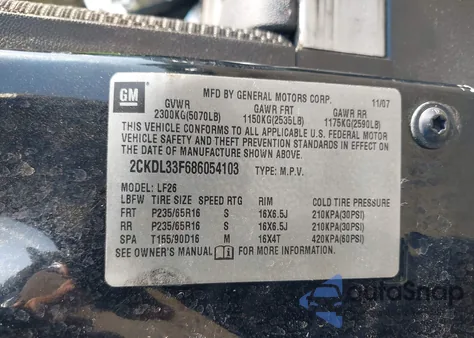 GM
MFD BY GENERAL MOTORS CORP. 11/07
GVWR GAWR FRT GAWR RR
2300KG(5070LB) 1150KG(2535LB) 1175KG(2590LB)
THIS VEHICLE CONFORMS TO ALL APPLICABLE U.S. FEDERAL MOTOR
VEHICLE SAFETY AND THEFT PREVENTION STANDARDS IN EFFECT ON
THE DATE OF MANUFACTURE SHOWN ABOVE.
2CKDL33F686054103 TYPE: M.P.V.
MODEL: LF26
LBFW TIRE SIZE SPEED RTG RIM COLD TIRE PRESSURE
FRT P235/65R16 S 16X6.5J 210KPA(30PSI)
RR P235/65R16 S 16X6.5J 210KPA(30PSI)
SPA T155/90D16 M 16X4T 420KPA(60PSI)
SEE OWNER'S MANUAL FOR MORE INFORMATION.
AutoSnap